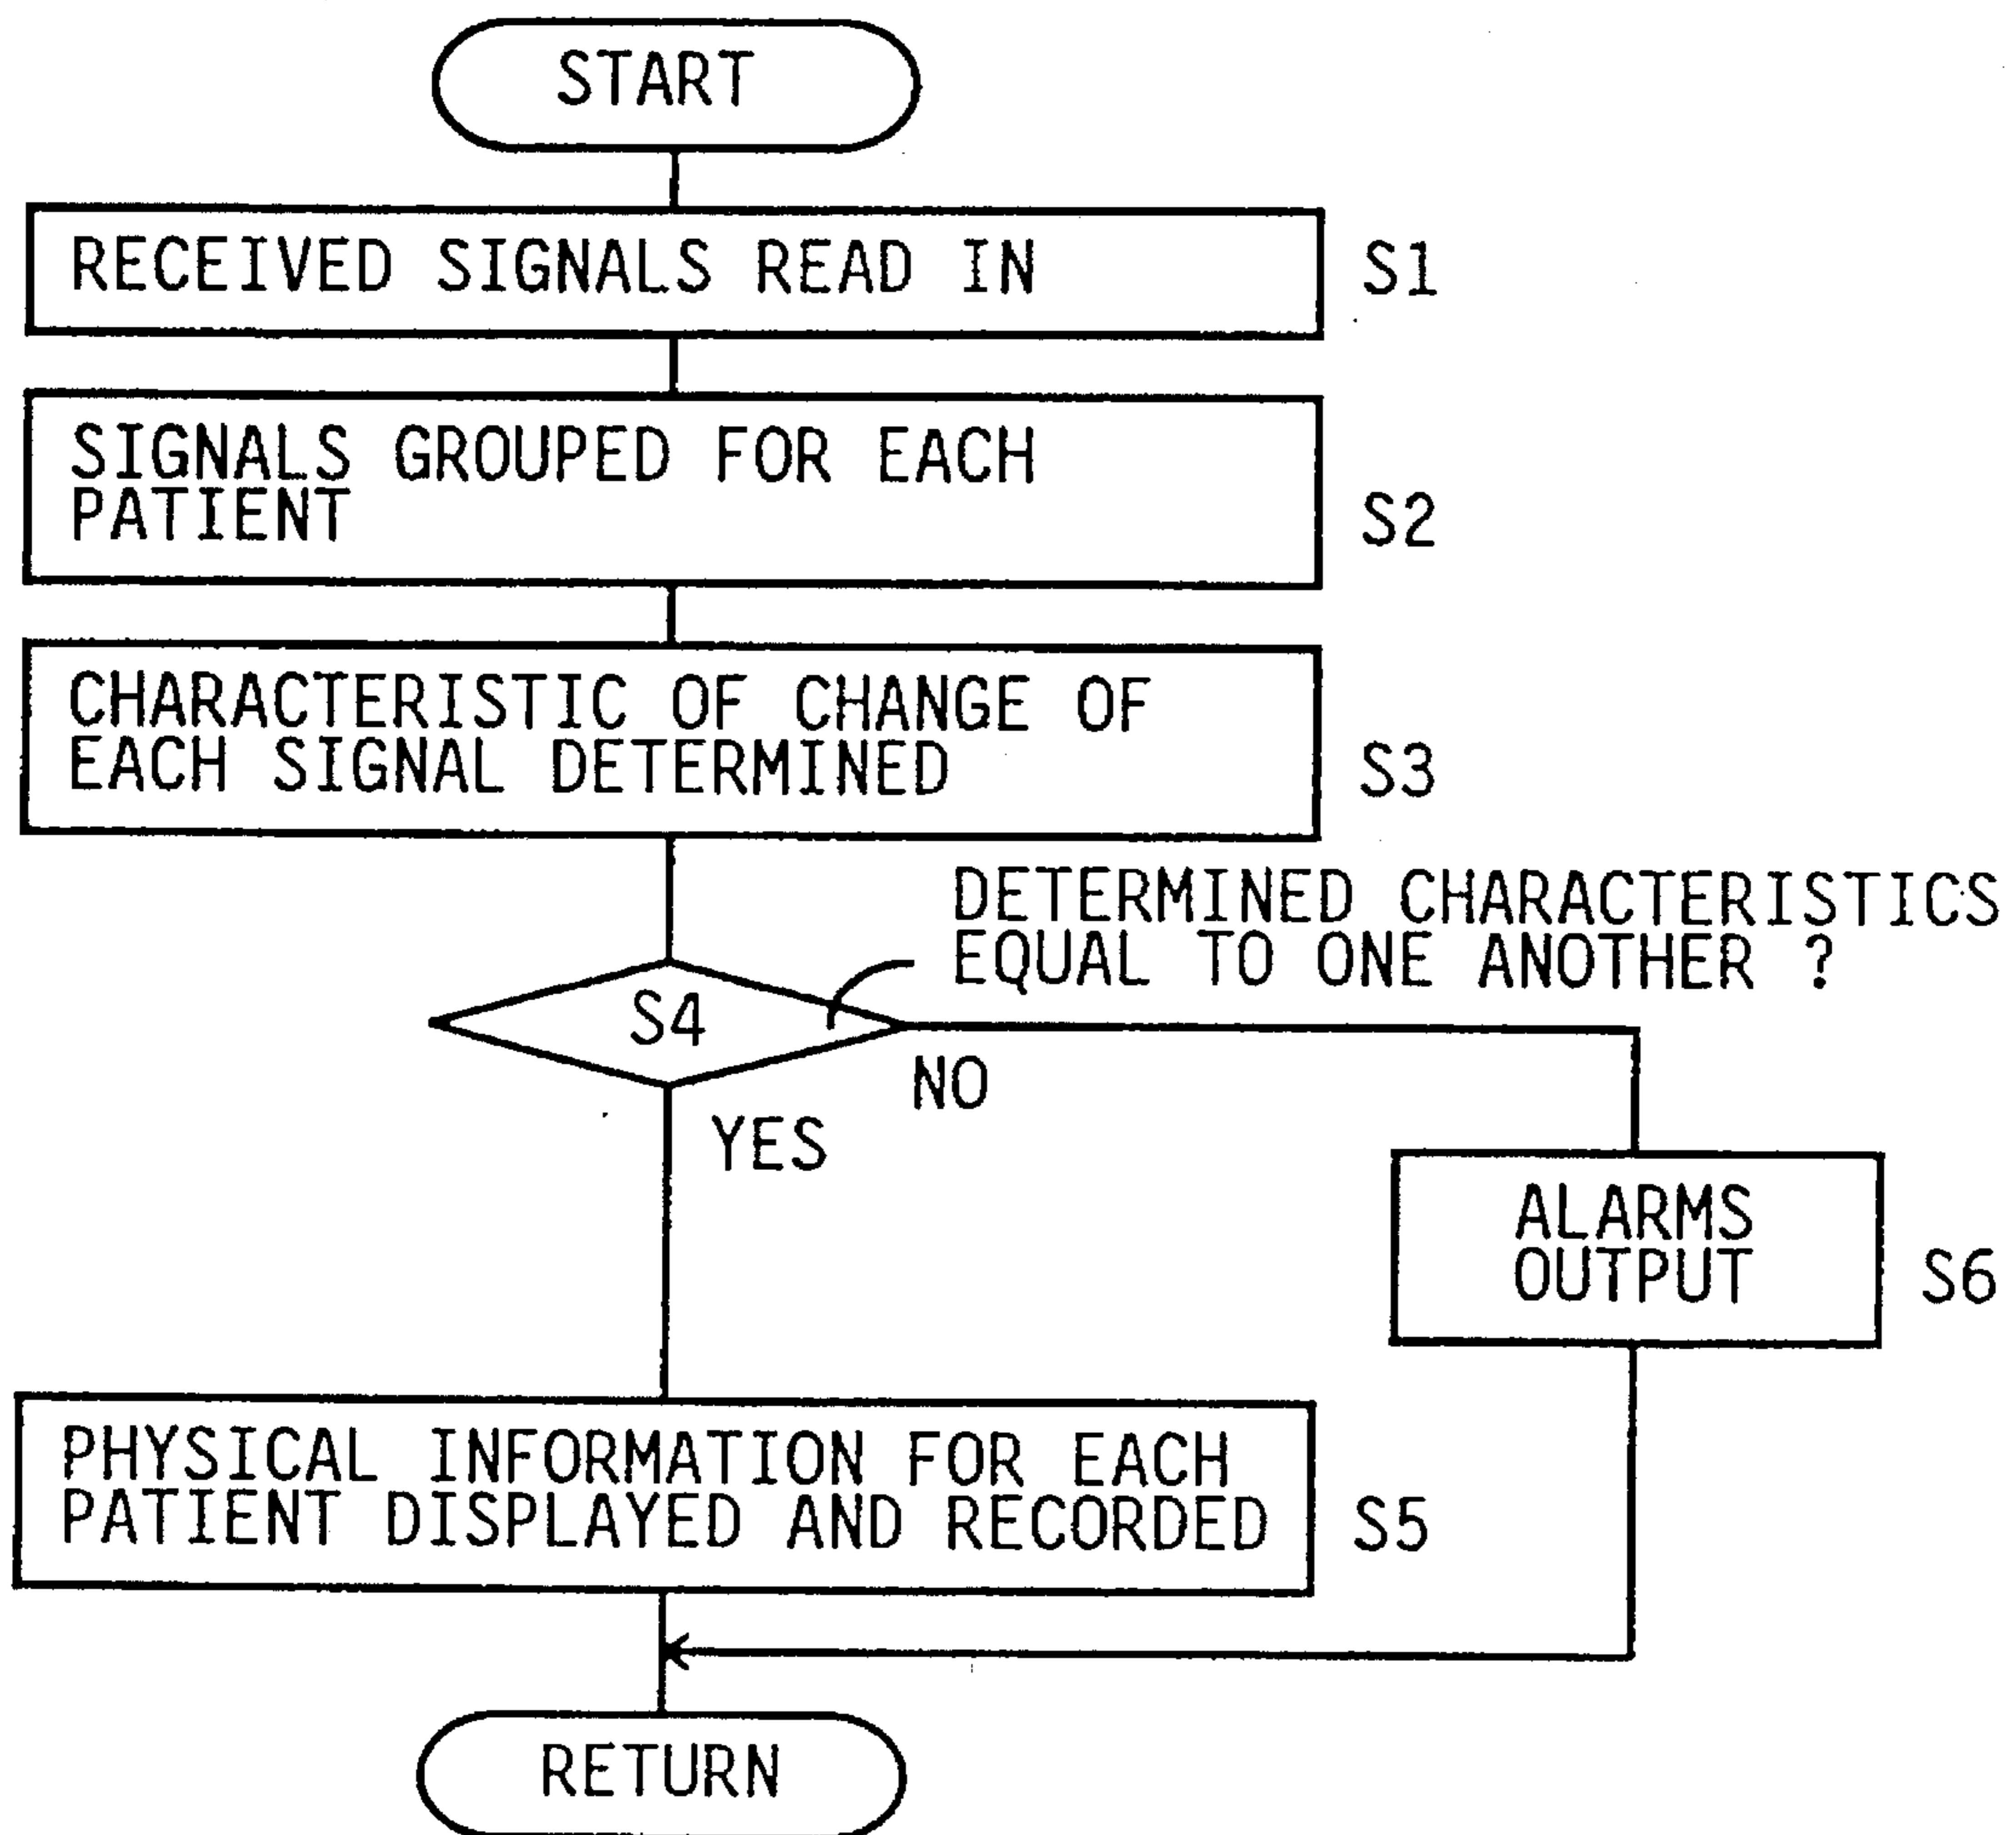 START
RECEIVED SIGNALS READ IN
S1
SIGNALS GROUPED FOR EACH
PATIENT
S2
CHARACTERISTIC OF CHANGE OF
EACH SIGNAL DETERMINED
S3
DETERMINED CHARACTERISTICS
EQUAL TO ONE ANOTHER ?
S4
NO
YES
ALARMS
OUTPUT
S6
PHYSICAL INFORMATION FOR EACH
PATIENT DISPLAYED AND RECORDED
S5
RETURN